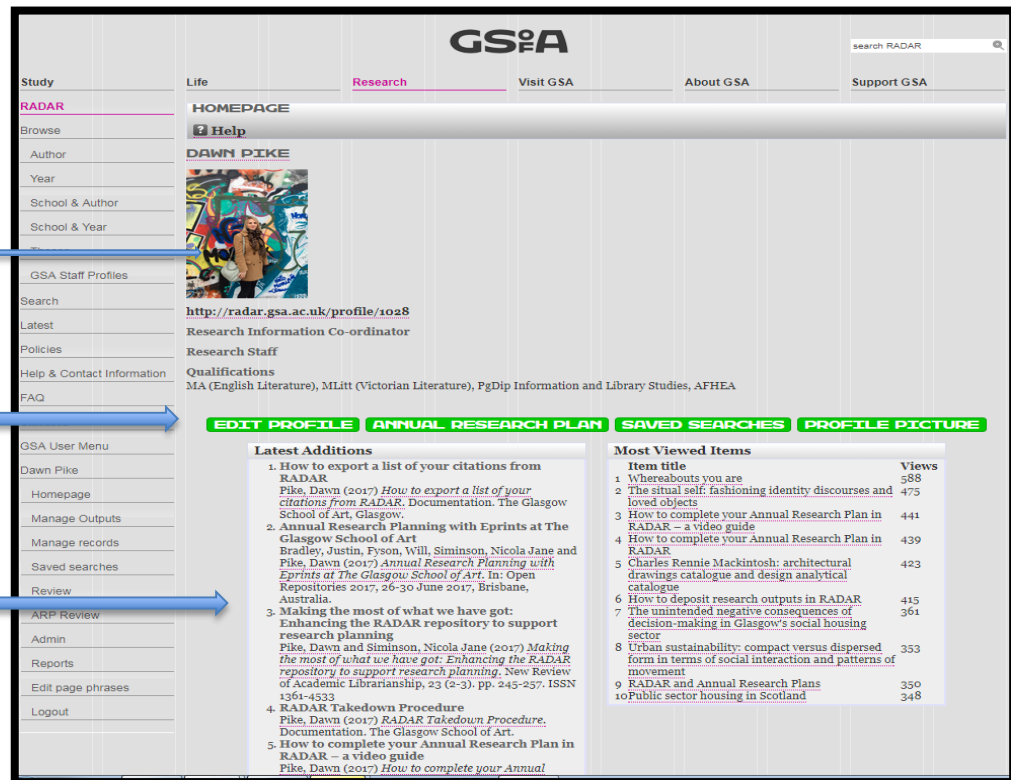 GSofA
search RADAR
Study
Life
Research
Visit GSA
About GSA
Support GSA
RADAR
Browse
Author
Year
School & Author
School & Year
GSA Staff Profiles
Search
Latest
Policies
Help & Contact Information
FAQ
GSA User Menu
Dawn Pike
Homepage
Manage Outputs
Manage records
Saved searches
Review
ARP Review
Admin
Reports
Edit page phrases
Logout
HOMEPAGE
? Help
DAWN PIKE
http://radar.gsa.ac.uk/profile/1028
Research Information Co-ordinator
Research Staff
Qualifications
MA (English Literature), MLitt (Victorian Literature), PgDip Information and Library Studies, AFHEA
EDIT PROFILE
ANNUAL RESEARCH PLAN
SAVED SEARCHES
PROFILE PICTURE
Latest Additions
1. How to export a list of your citations from
RADAR
Pike, Dawn (2017) How to export a list of your
citations from RADAR. Documentation. The Glasgow
School of Art, Glasgow.
2. Annual Research Planning with Eprints at The
Glasgow School of Art
Bradley, Justin, Fyson, Will, Siminson, Nicola Jane and
Pike, Dawn (2017) Annual Research Planning with
Eprints at The Glasgow School of Art. In: Open
Repositories 2017, 26-30 June 2017, Brisbane,
Australia.
3. Making the most of what we have got:
Enhancing the RADAR repository to support
research planning
Pike, Dawn and Siminson, Nicola Jane (2017) Making
the most of what we have got: Enhancing the RADAR
repository to support research planning. New Review
of Academic Librarianship, 23 (2-3). pp. 245-257. ISSN
1361-4533
4. RADAR Takedown Procedure
Pike, Dawn (2017) RADAR Takedown Procedure.
Documentation. The Glasgow School of Art.
5. How to complete your Annual Research Plan in
RADAR – a video guide
Pike, Dawn (2017) How to complete your Annual
Most Viewed Items
Item title Views
1 Whereabouts you are 588
2 The situal self: fashioning identity discourses and 475
loved objects
3 How to complete your Annual Research Plan in 441
RADAR – a video guide
4 How to complete your Annual Research Plan in 439
RADAR
5 Charles Rennie Mackintosh: architectural 423
drawings catalogue and design analytical
catalogue
6 How to deposit research outputs in RADAR 415
7 The unintended negative consequences of 361
decision-making in Glasgow's social housing
sector
8 Urban sustainability: compact versus dispersed 353
form in terms of social interaction and patterns of
movement
9 RADAR and Annual Research Plans 350
10 Public sector housing in Scotland 348